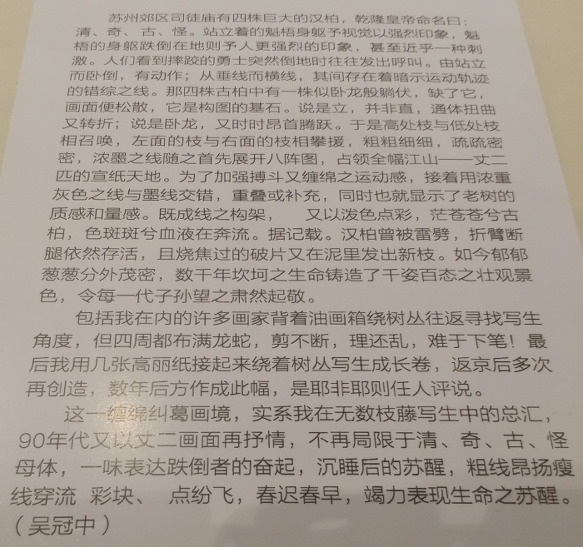 苏州郊区司徒庙有四株巨大的汉柏，乾隆皇帝命名曰：
清、奇、古、怪。站立着的魁梧身躯予视觉以强烈印象，魁
梧的身躯跌倒在地则予人更强烈的印象，甚至近乎一种刺
激。人们看到摔跤的勇士突然倒地时往往发出呼叫。由站立
而卧倒，有动作；从垂线而横线，其间存在着暗示运动轨迹
的错综之线。那四株古柏中有一株似卧龙般躺伏，缺了它，
画面便松散，它是构图的基石。说是立，并非直，通体扭曲
又转折；说是卧龙，又时时昂首腾跃。于是高处枝与低处枝
相召唤，左面的枝与右面的枝相攀援，粗粗细细，疏疏密
密，浓墨之线随之首先展开八阵图，占领全幅江山——丈二
匹的宣纸天地。为了加强搏斗又缠绵之运动感，接着用浓重
灰色之线与墨线交错，重叠或补充，同时也就显示了老树的
质感和量感。既成线之构架， 又以泼色点彩，茫苍苍兮古
柏，色斑斑兮血液在奔流。据记载。汉柏曾被雷劈，折臂断
腿依然存活，且烧焦过的破片又在泥里发出新枝。如今郁郁
葱葱分外茂密，数千年坎坷之生命铸造了千姿百态之壮观景
色，令每一代子孙望之肃然起敬。
包括我在内的许多画家背着油画箱绕树丛往返寻找写生
角度，但四周都布满龙蛇，剪不断，理还乱，难于下笔！最
后我用几张高丽纸接起来绕着树丛写生成长卷，返京后多次
再创造，数年后方作成此幅，是耶非耶则任人评说。
这一缠绵纠葛画境，实系我在无数枝藤写生中的总汇，
90年代又以丈二画面再抒情，不再局限于清、奇、古、怪
母体，一味表达跌倒者的奋起，沉睡后的苏醒，粗线昂扬瘦
线穿流 彩块、 点纷飞，春迟春早，竭力表现生命之苏醒。
（吴冠中）